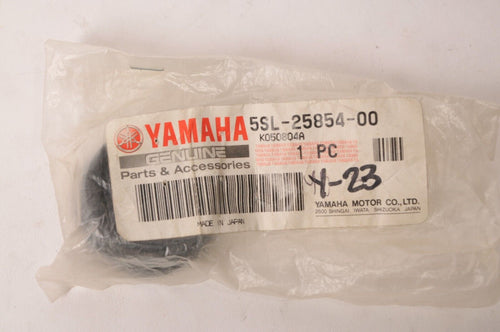 YAMAHA
5SL-25854-00
K050804A
GENUINE
1 PC
Parts & Accessories
Y-23
YAMAHA MOTOR CO., LTD.
2500 SHINGAI IWATA SHIZUOKA JAPAN
MADE IN JAPAN